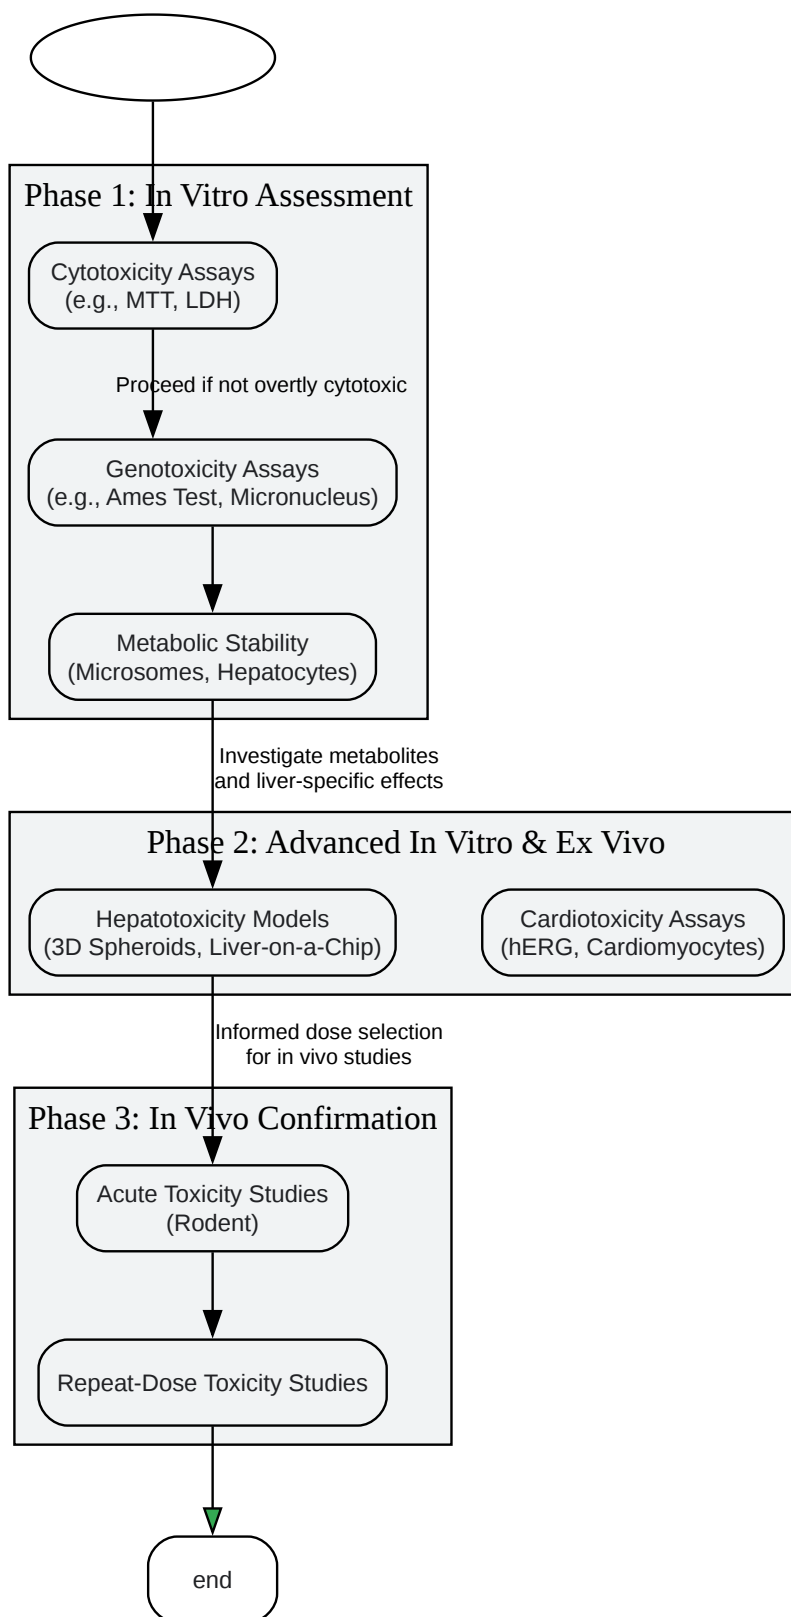 Phase 1: In Vitro Assessment
Cytotoxicity Assays
(e.g., MTT, LDH)
Proceed if not overtly cytotoxic
Genotoxicity Assays
(e.g., Ames Test, Micronucleus)
Metabolic Stability
(Microsomes, Hepatocytes)
Investigate metabolites
and liver-specific effects
Phase 2: Advanced In Vitro & Ex Vivo
Hepatotoxicity Models
(3D Spheroids, Liver-on-a-Chip)
Cardiotoxicity Assays
(hERG, Cardiomyocytes)
Informed dose selection
for in vivo studies
Phase 3: In Vivo Confirmation
Acute Toxicity Studies
(Rodent)
Repeat-Dose Toxicity Studies
end